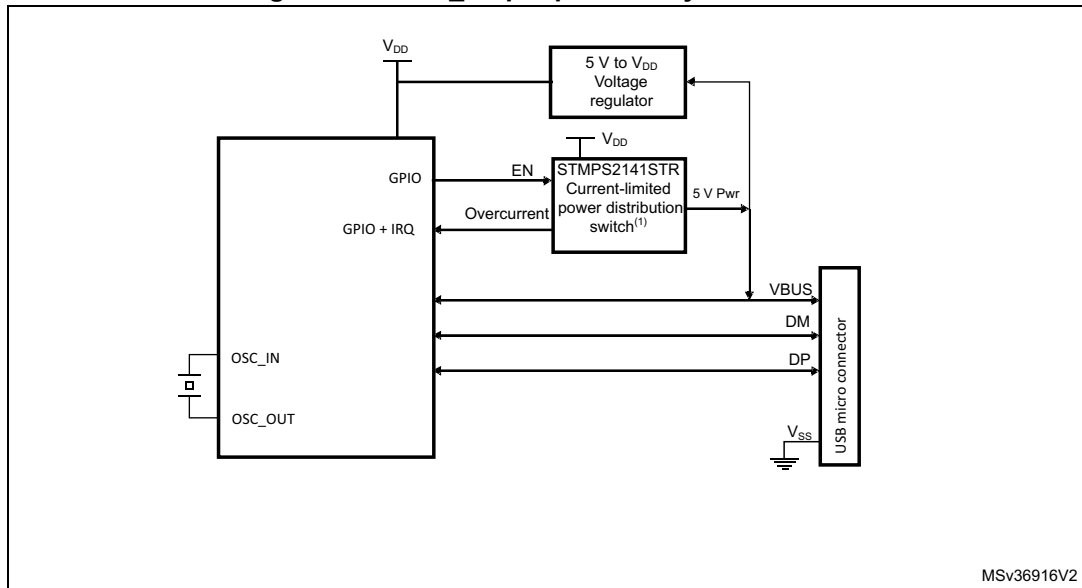 VDD
5 V to VDD
Voltage
regulator
VDD
GPIO
EN
STMPS2141STR
Current-limited
power distribution
switch(1)
5 V Pwr
Overcurrent
GPIO + IRQ
VBUS
DM
DP
OSC_IN
OSC_OUT
VSS
USB micro connector
MSv36916V2